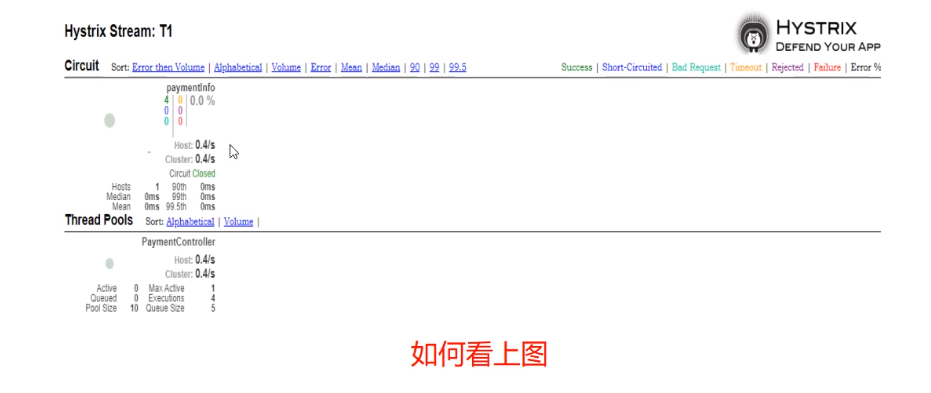 Hystrix Stream: T1
HYSTRIX
DEFEND YOUR APP
Circuit Sort: Error then Volume | Alphabetical | Volume | Error | Mean | Median | 90 | 99 | 99.5
Success | Short-Circuited | Bad Request | Timeout | Rejected | Failure | Error %
paymentInfo
4 | 0 | 0.0 %
0 | 0
0 | 0
Host: 0.4/s
Cluster: 0.4/s
Circuit Closed
Hosts 1 90th 0ms
Median 0ms 99th 0ms
Mean 0ms 99.5th 0ms
Thread Pools Sort: Alphabetical | Volume |
PaymentController
Host: 0.4/s
Cluster: 0.4/s
Active 0 Max Active 1
Queued 0 Executions 4
Pool Size 10 Queue Size 5
如何看上图